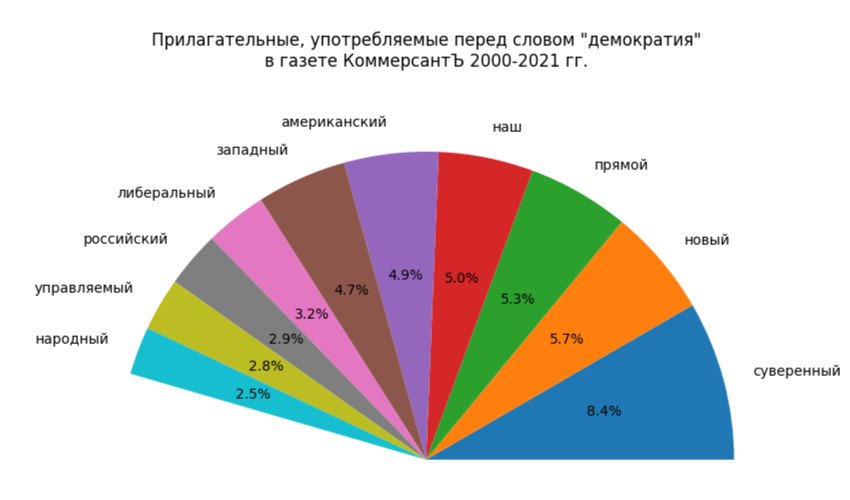 Прилагательные, употребляемые перед словом "демократия"
в газете КоммерсантЪ 2000-2021 гг.
американский
наш
западный
прямой
либеральный
российский
новый
управляемый
народный
суверенный
4.9%
5.0%
4.7%
5.3%
3.2%
2.9%
5.7%
2.8%
2.5%
8.4%